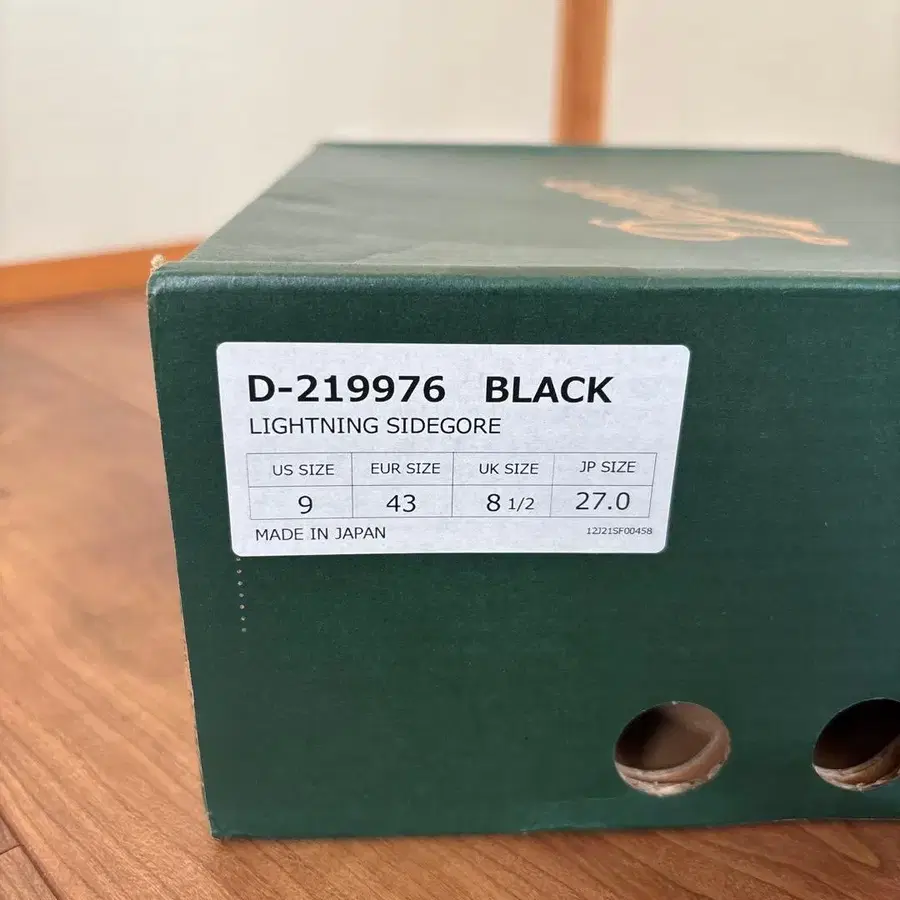 D-219976 BLACK
LIGHTNING SIDEGORE
US SIZE EUR SIZE UK SIZE JP SIZE
9 43 8 1/2 27.0
MADE IN JAPAN 12J21SF00458